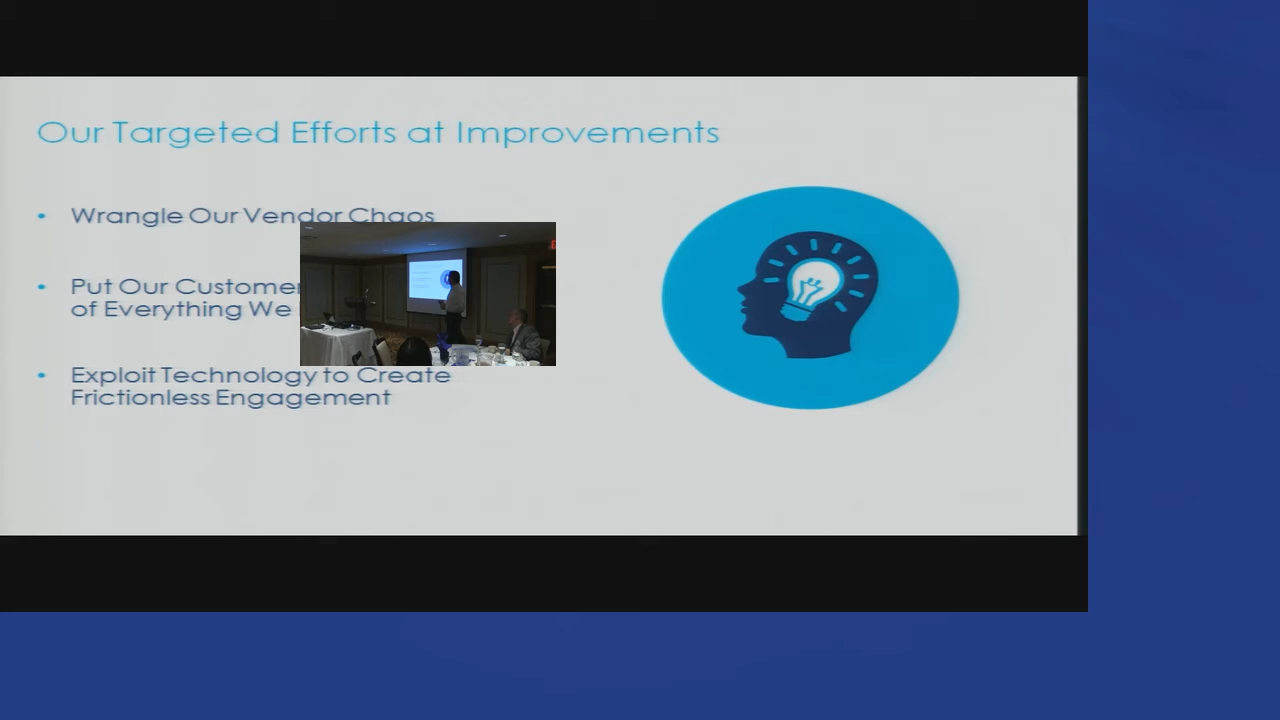 Our Targeted Efforts at Improvements
• Wrangle Our Vendor Chaos
• Put Our Customer
of Everything We
• Exploit Technology to Create
Frictionless Engagement